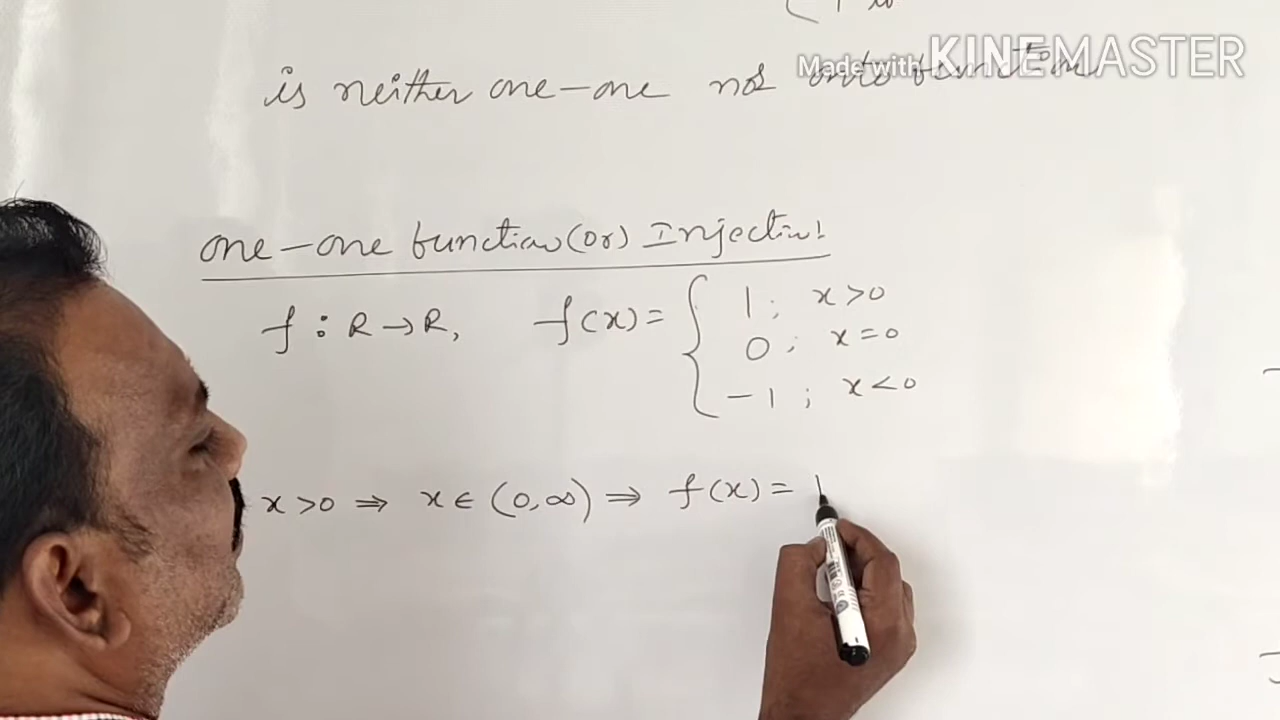 Made with KINEMASTER
is neither one-one nor onto function
one-one function (or) Injection:
f : R → R, f(x) = { 1 ; x > 0
0 ; x = 0
-1 ; x < 0
x > 0 ⇒ x ∈ (0, ∞) ⇒ f(x) = 1